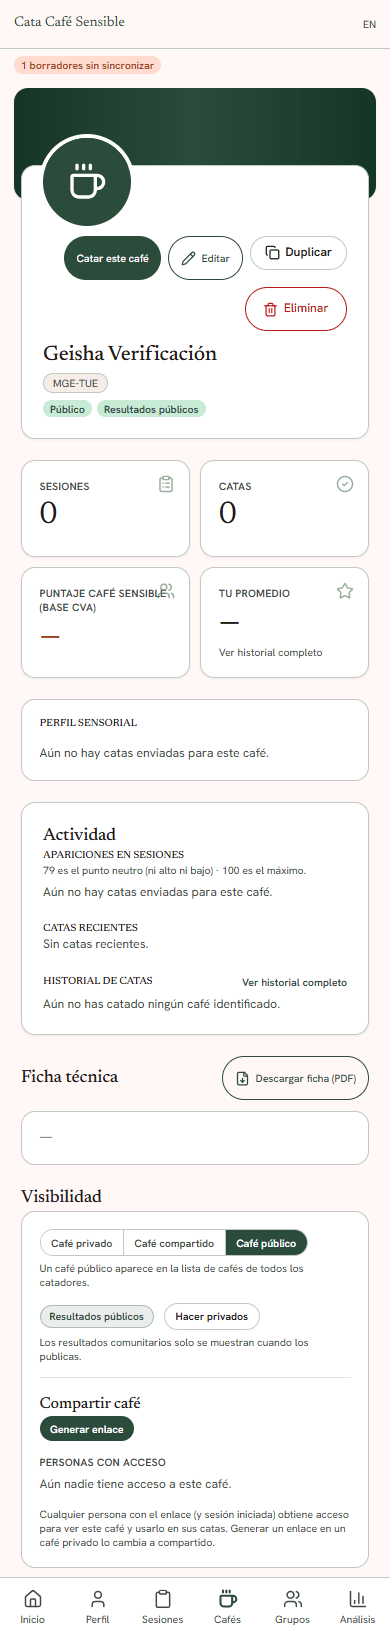 Cata Café Sensible
EN
1 borradores sin sincronizar
Catar este café
Editar
Duplicar
Eliminar
Geisha Verificación
MGE-TUE
Público
Resultados públicos
SESIONES
0
CATAS
0
PUNTAJE CAFÉ SENSIBLE
(BASE CVA)
—
TU PROMEDIO
—
Ver historial completo
PERFIL SENSORIAL
Aún no hay catas enviadas para este café.
Actividad
APARICIONES EN SESIONES
79 es el punto neutro (ni alto ni bajo) · 100 es el máximo.
Aún no hay catas enviadas para este café.
CATAS RECIENTES
Sin catas recientes.
HISTORIAL DE CATAS
Ver historial completo
Aún no has catado ningún café identificado.
Ficha técnica
Descargar ficha (PDF)
—
Visibilidad
Café privado
Café compartido
Café público
Un café público aparece en la lista de cafés de todos los
catadores.
Resultados públicos
Hacer privados
Los resultados comunitarios solo se muestran cuando los
publicas.
Compartir café
Generar enlace
PERSONAS CON ACCESO
Aún nadie tiene acceso a este café.
Cualquier persona con el enlace (y sesión iniciada) obtiene acceso
para ver este café y usarlo en sus catas. Generar un enlace en un
café privado lo cambia a compartido.
Inicio
Perfil
Sesiones
Cafés
Grupos
Análisis